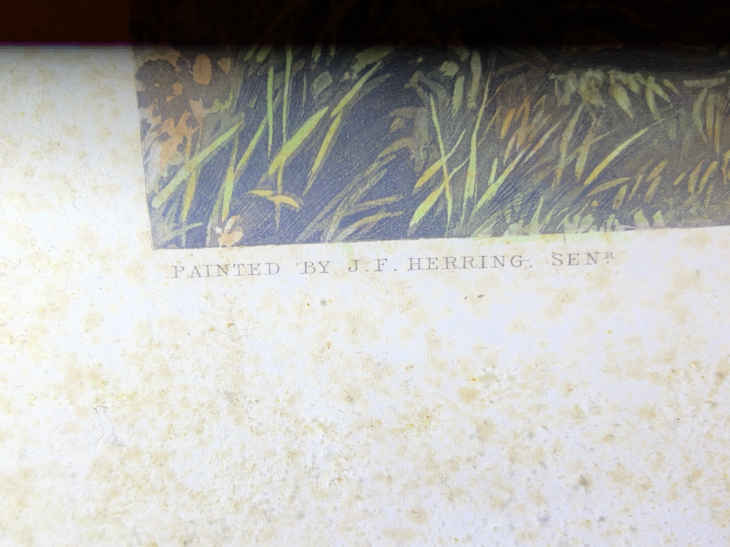 PAINTED BY J.F. HERRING. SENR